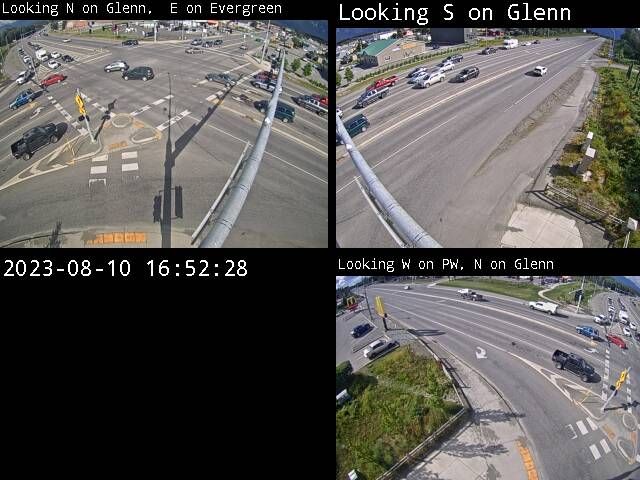 Looking N on Glenn,  E on Evergreen
Looking S on Glenn
2023-08-10 16:52:28
Looking W on PW, N on Glenn